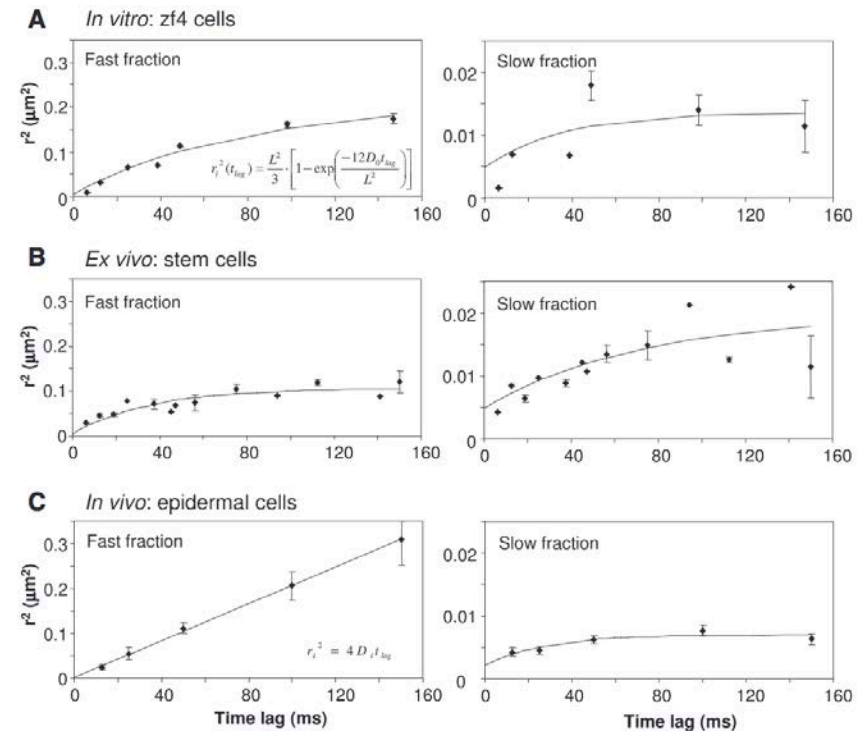 A In vitro: zf4 cells
Fast fraction
r² (μm²)
0.3
0.2
0.1
0
0 40 80 120 160
r_i²(t_lag) = L²/3 · [1−exp(−12D₀t_lag/L²)]
Slow fraction
0.02
0.01
0
0 40 80 120 160
B Ex vivo: stem cells
Fast fraction
r² (μm²)
0.3
0.2
0.1
0
0 40 80 120 160
Slow fraction
0.02
0.01
0
0 40 80 120 160
C In vivo: epidermal cells
Fast fraction
r² (μm²)
0.3
0.2
0.1
0
0 40 80 120 160
r_i² = 4 D_i t_lag
Time lag (ms)
Slow fraction
0.02
0.01
0
0 40 80 120 160
Time lag (ms)